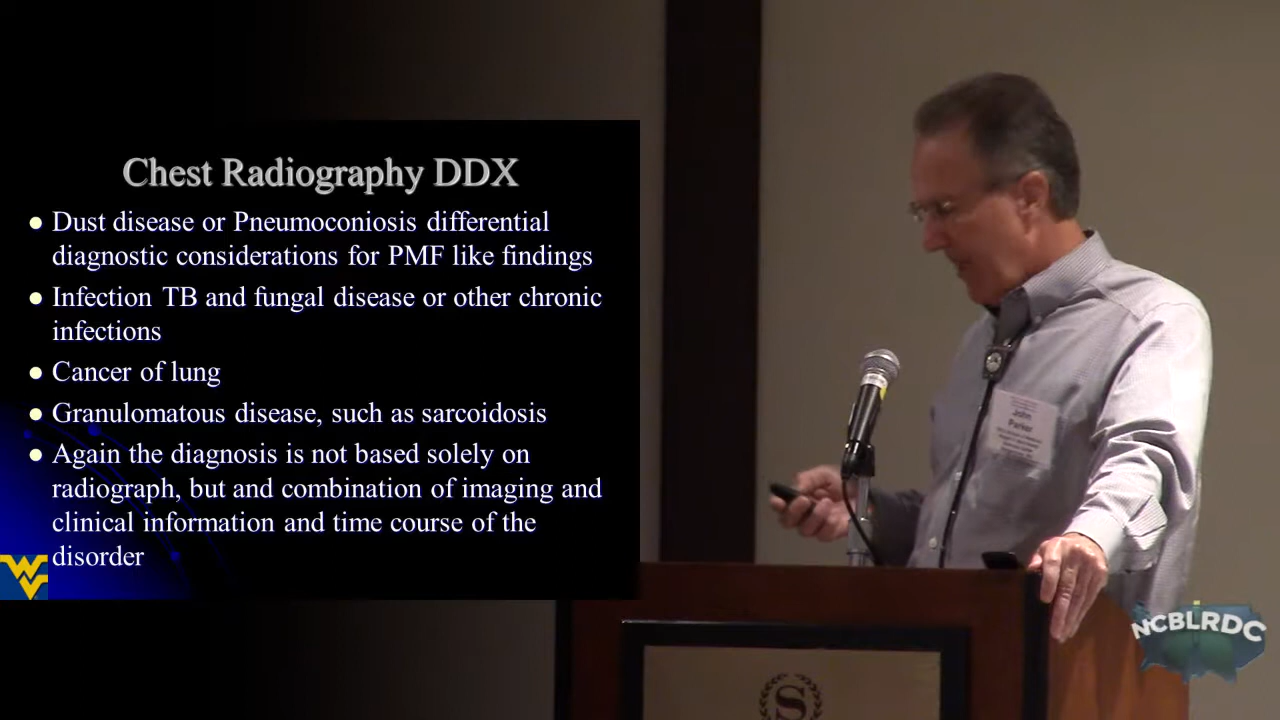 Chest Radiography DDX
● Dust disease or Pneumoconiosis differential
diagnostic considerations for PMF like findings
● Infection TB and fungal disease or other chronic
infections
● Cancer of lung
● Granulomatous disease, such as sarcoidosis
● Again the diagnosis is not based solely on
radiograph, but and combination of imaging and
clinical information and time course of the
disorder
WV
John
Parker
NCBLRDC
S